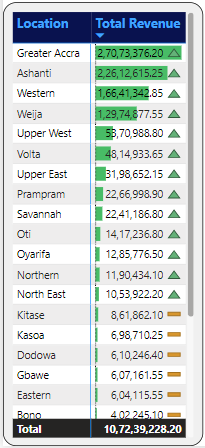 Location Total Revenue
Greater Accra 2,70,73,376.20
Ashanti 2,26,12,615.25
Western 1,66,41,342.85
Weija 1,29,74,877.55
Upper West 53,70,988.80
Volta 48,14,933.65
Upper East 31,98,652.15
Prampram 22,66,998.90
Savannah 22,41,186.80
Oti 14,17,236.80
Oyarifa 12,85,776.50
Northern 11,90,434.10
North East 10,53,922.20
Kitase 8,61,862.10
Kasoa 6,98,710.25
Dodowa 6,10,246.40
Gbawe 6,07,161.55
Eastern 6,04,115.55
Bono 4,02,245.10
Total 10,72,39,228.20